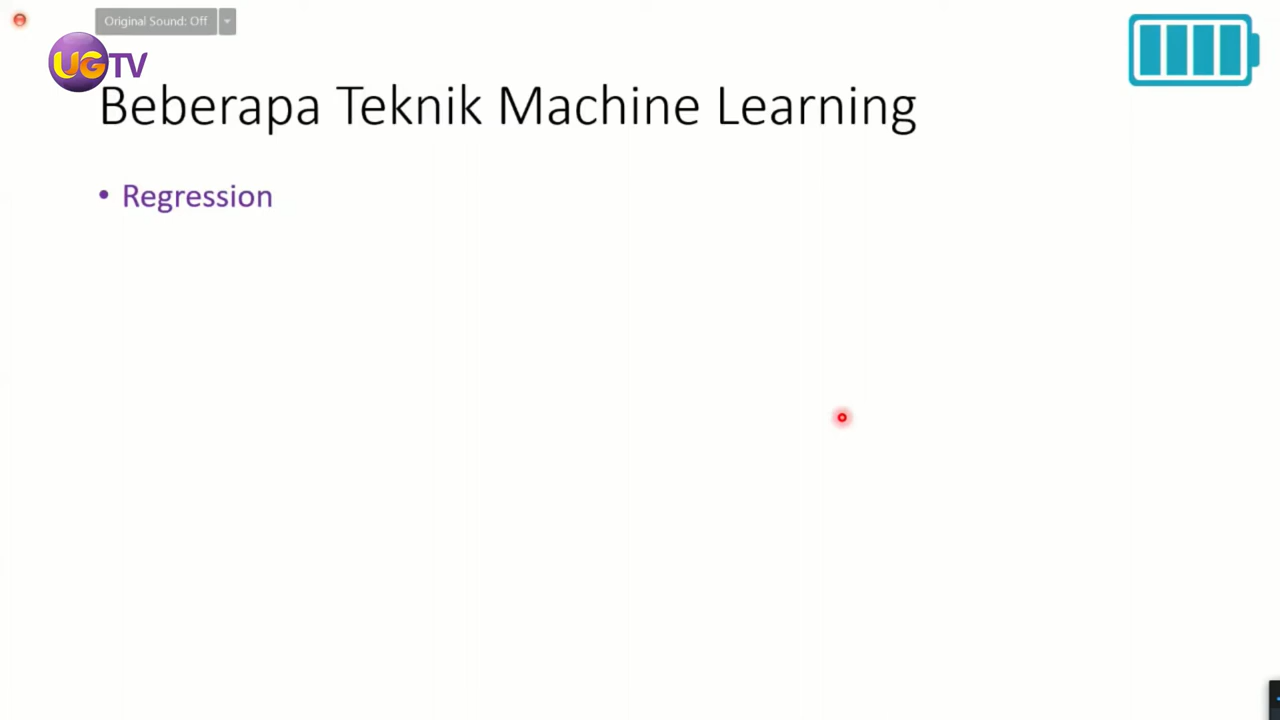 Original Sound: Off
UGTV
Beberapa Teknik Machine Learning
• Regression